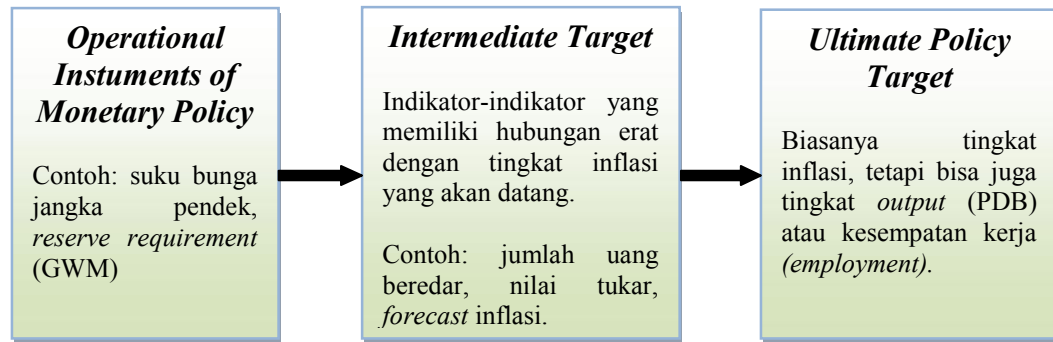 Operational
Instuments of
Monetary Policy
Contoh: suku bunga
jangka pendek,
reserve requirement
(GWM)
Intermediate Target
Indikator-indikator yang
memiliki hubungan erat
dengan tingkat inflasi
yang akan datang.
Contoh: jumlah uang
beredar, nilai tukar,
forecast inflasi.
Ultimate Policy
Target
Biasanya tingkat
inflasi, tetapi bisa juga
tingkat output (PDB)
atau kesempatan kerja
(employment).